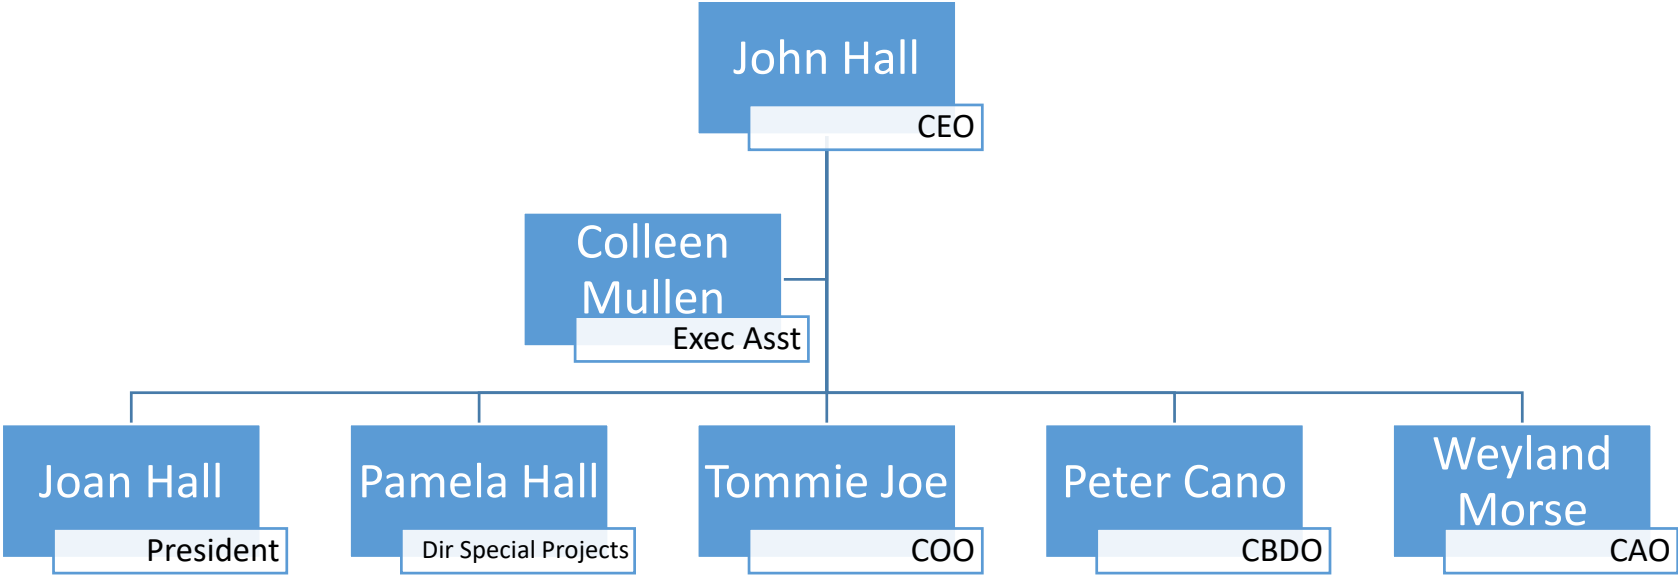 John Hall
CEO
Colleen
Mullen
Exec Asst
Joan Hall
President
Pamela Hall
Dir Special Projects
Tommie Joe
COO
Peter Cano
CBDO
Weyland
Morse
CAO